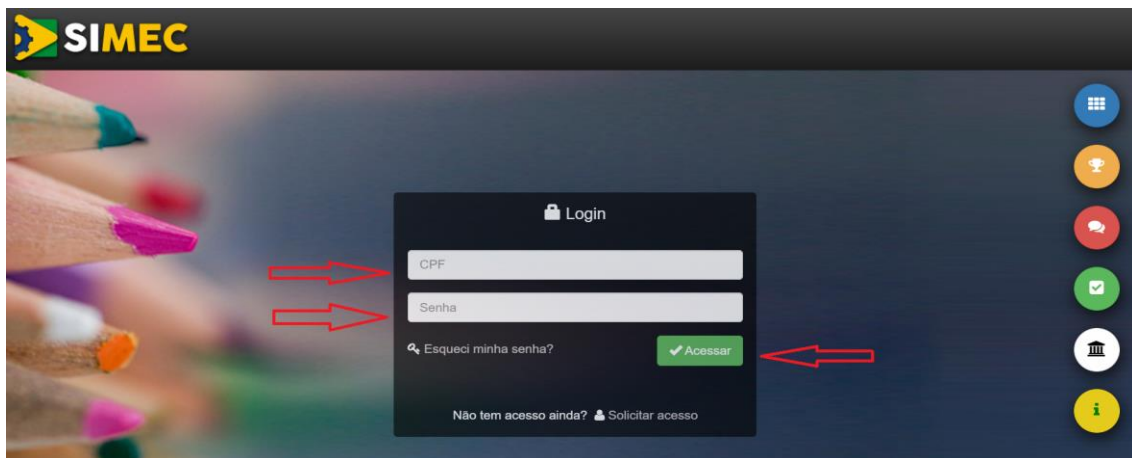 SIMEC
Login
CPF
Senha
Esqueci minha senha?
Acessar
Não tem acesso ainda? Solicitar acesso
i